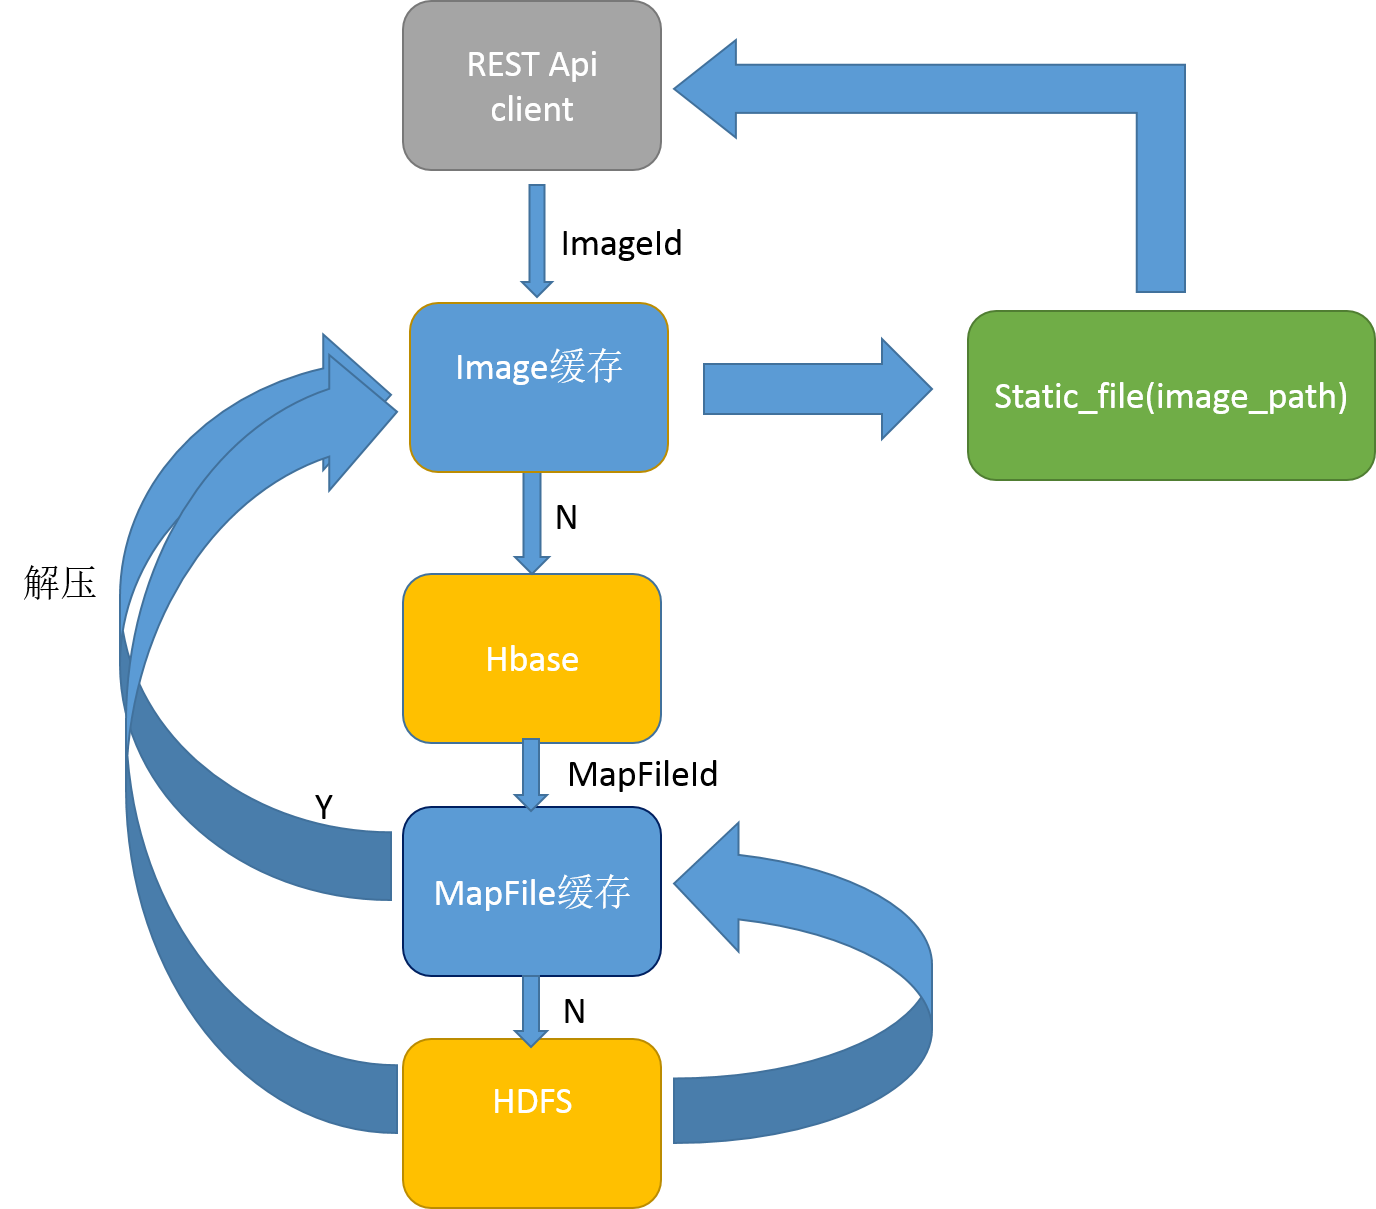 REST Api
client
ImageId
Image缓存
Static_file(image_path)
N
解压
Hbase
MapFileId
Y
MapFile缓存
N
HDFS